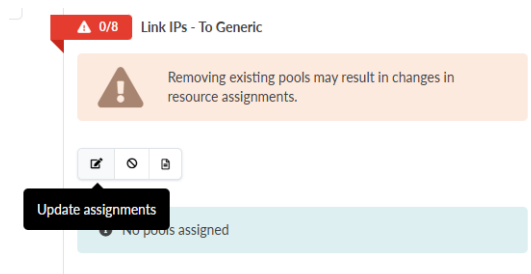 0/8 Link IPs - To Generic
Removing existing pools may result in changes in
resource assignments.
Update assignments
No pools assigned